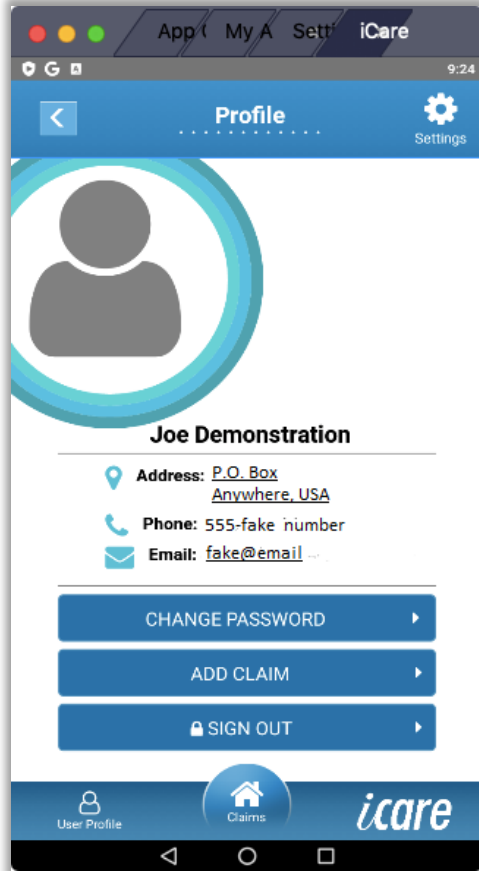 App
My A
Sett
iCare
9:24
Profile
Settings
Joe Demonstration
Address: P.O. Box
Anywhere, USA
Phone: 555-fake number
Email: fake@email
CHANGE PASSWORD
ADD CLAIM
SIGN OUT
User Profile
Claims
icare